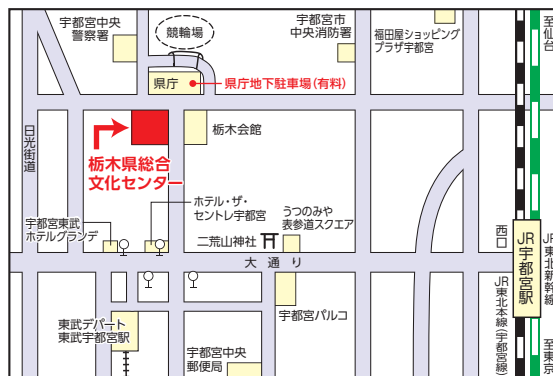 宇都宮中央
警察署
競輪場
宇都宮市
中央消防署
福田屋ショッピング
プラザ宇都宮
至仙台
県庁
県庁地下駐車場(有料)
日光街道
栃木会館
栃木県総合
文化センター
ホテル・ザ・
セントレ宇都宮
宇都宮東武
ホテルグランデ
うつのみや
表参道スクエア
二荒山神社
大通り
西口
JR宇都宮駅
JR東北新幹線
JR東北本線(宇都宮線)
宇都宮パルコ
東武デパート
東武宇都宮駅
宇都宮中央
郵便局
至東京